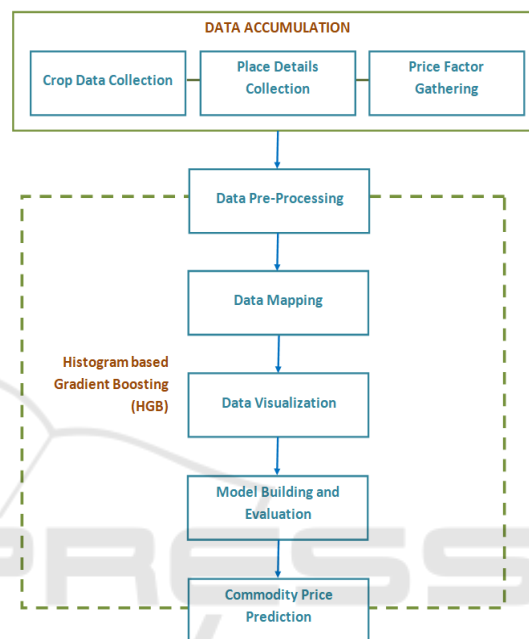 DATA ACCUMULATION
Crop Data Collection
Place Details
Collection
Price Factor
Gathering
Data Pre-Processing
Data Mapping
Histogram based
Gradient Boosting
(HGB)
Data Visualization
Model Building and
Evaluation
Commodity Price
Prediction
PRESS